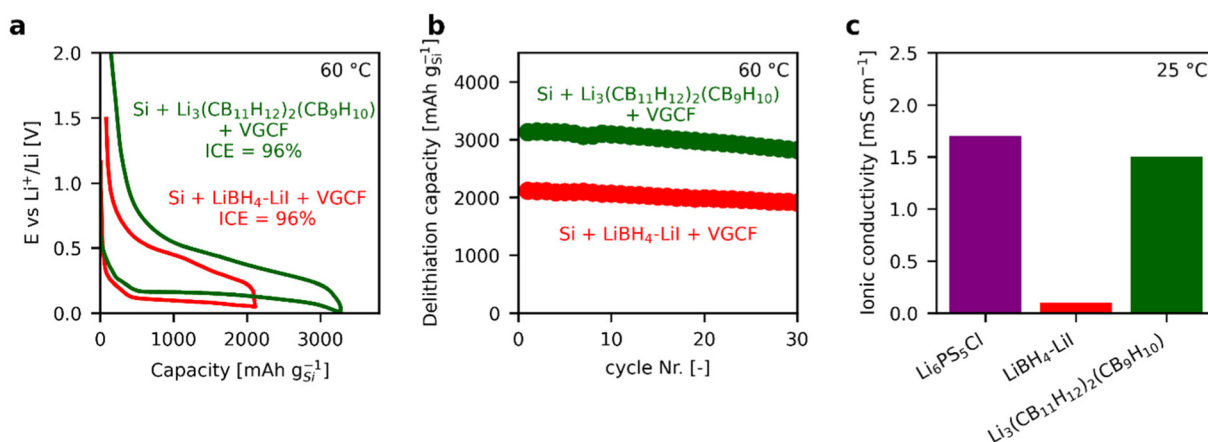 a
2.0
1.5
1.0
0.5
0.0
E vs Li⁺/Li [V]
60 °C
Si + Li₃(CB₁₁H₁₂)₂(CB₉H₁₀)
+ VGCF
ICE = 96%
Si + LiBH₄-LiI + VGCF
ICE = 96%
0 1000 2000 3000
Capacity [mAh g⁻¹Si]
b
4000
3000
2000
1000
0
Delithiation capacity [mAh g⁻¹Si]
60 °C
Si + Li₃(CB₁₁H₁₂)₂(CB₉H₁₀)
+ VGCF
Si + LiBH₄-LiI + VGCF
0 10 20 30
cycle Nr. [-]
c
2.5
2.0
1.5
1.0
0.5
0.0
Ionic conductivity [mS cm⁻¹]
25 °C
Li₆PS₅Cl
LiBH₄-LiI
Li₃(CB₁₁H₁₂)₂(CB₉H₁₀)